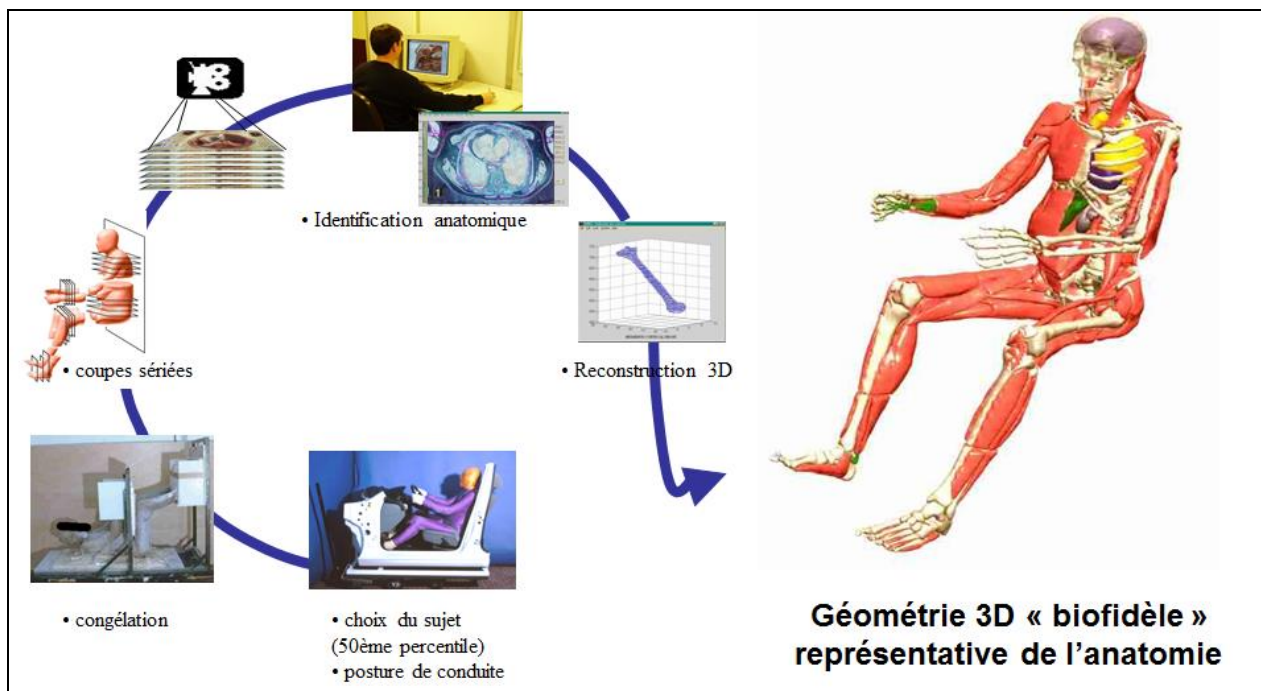 • Identification anatomique
• coupes sériées
• Reconstruction 3D
• congélation
• choix du sujet
(50ème percentile)
• posture de conduite
Géométrie 3D « biofidèle »
représentative de l'anatomie